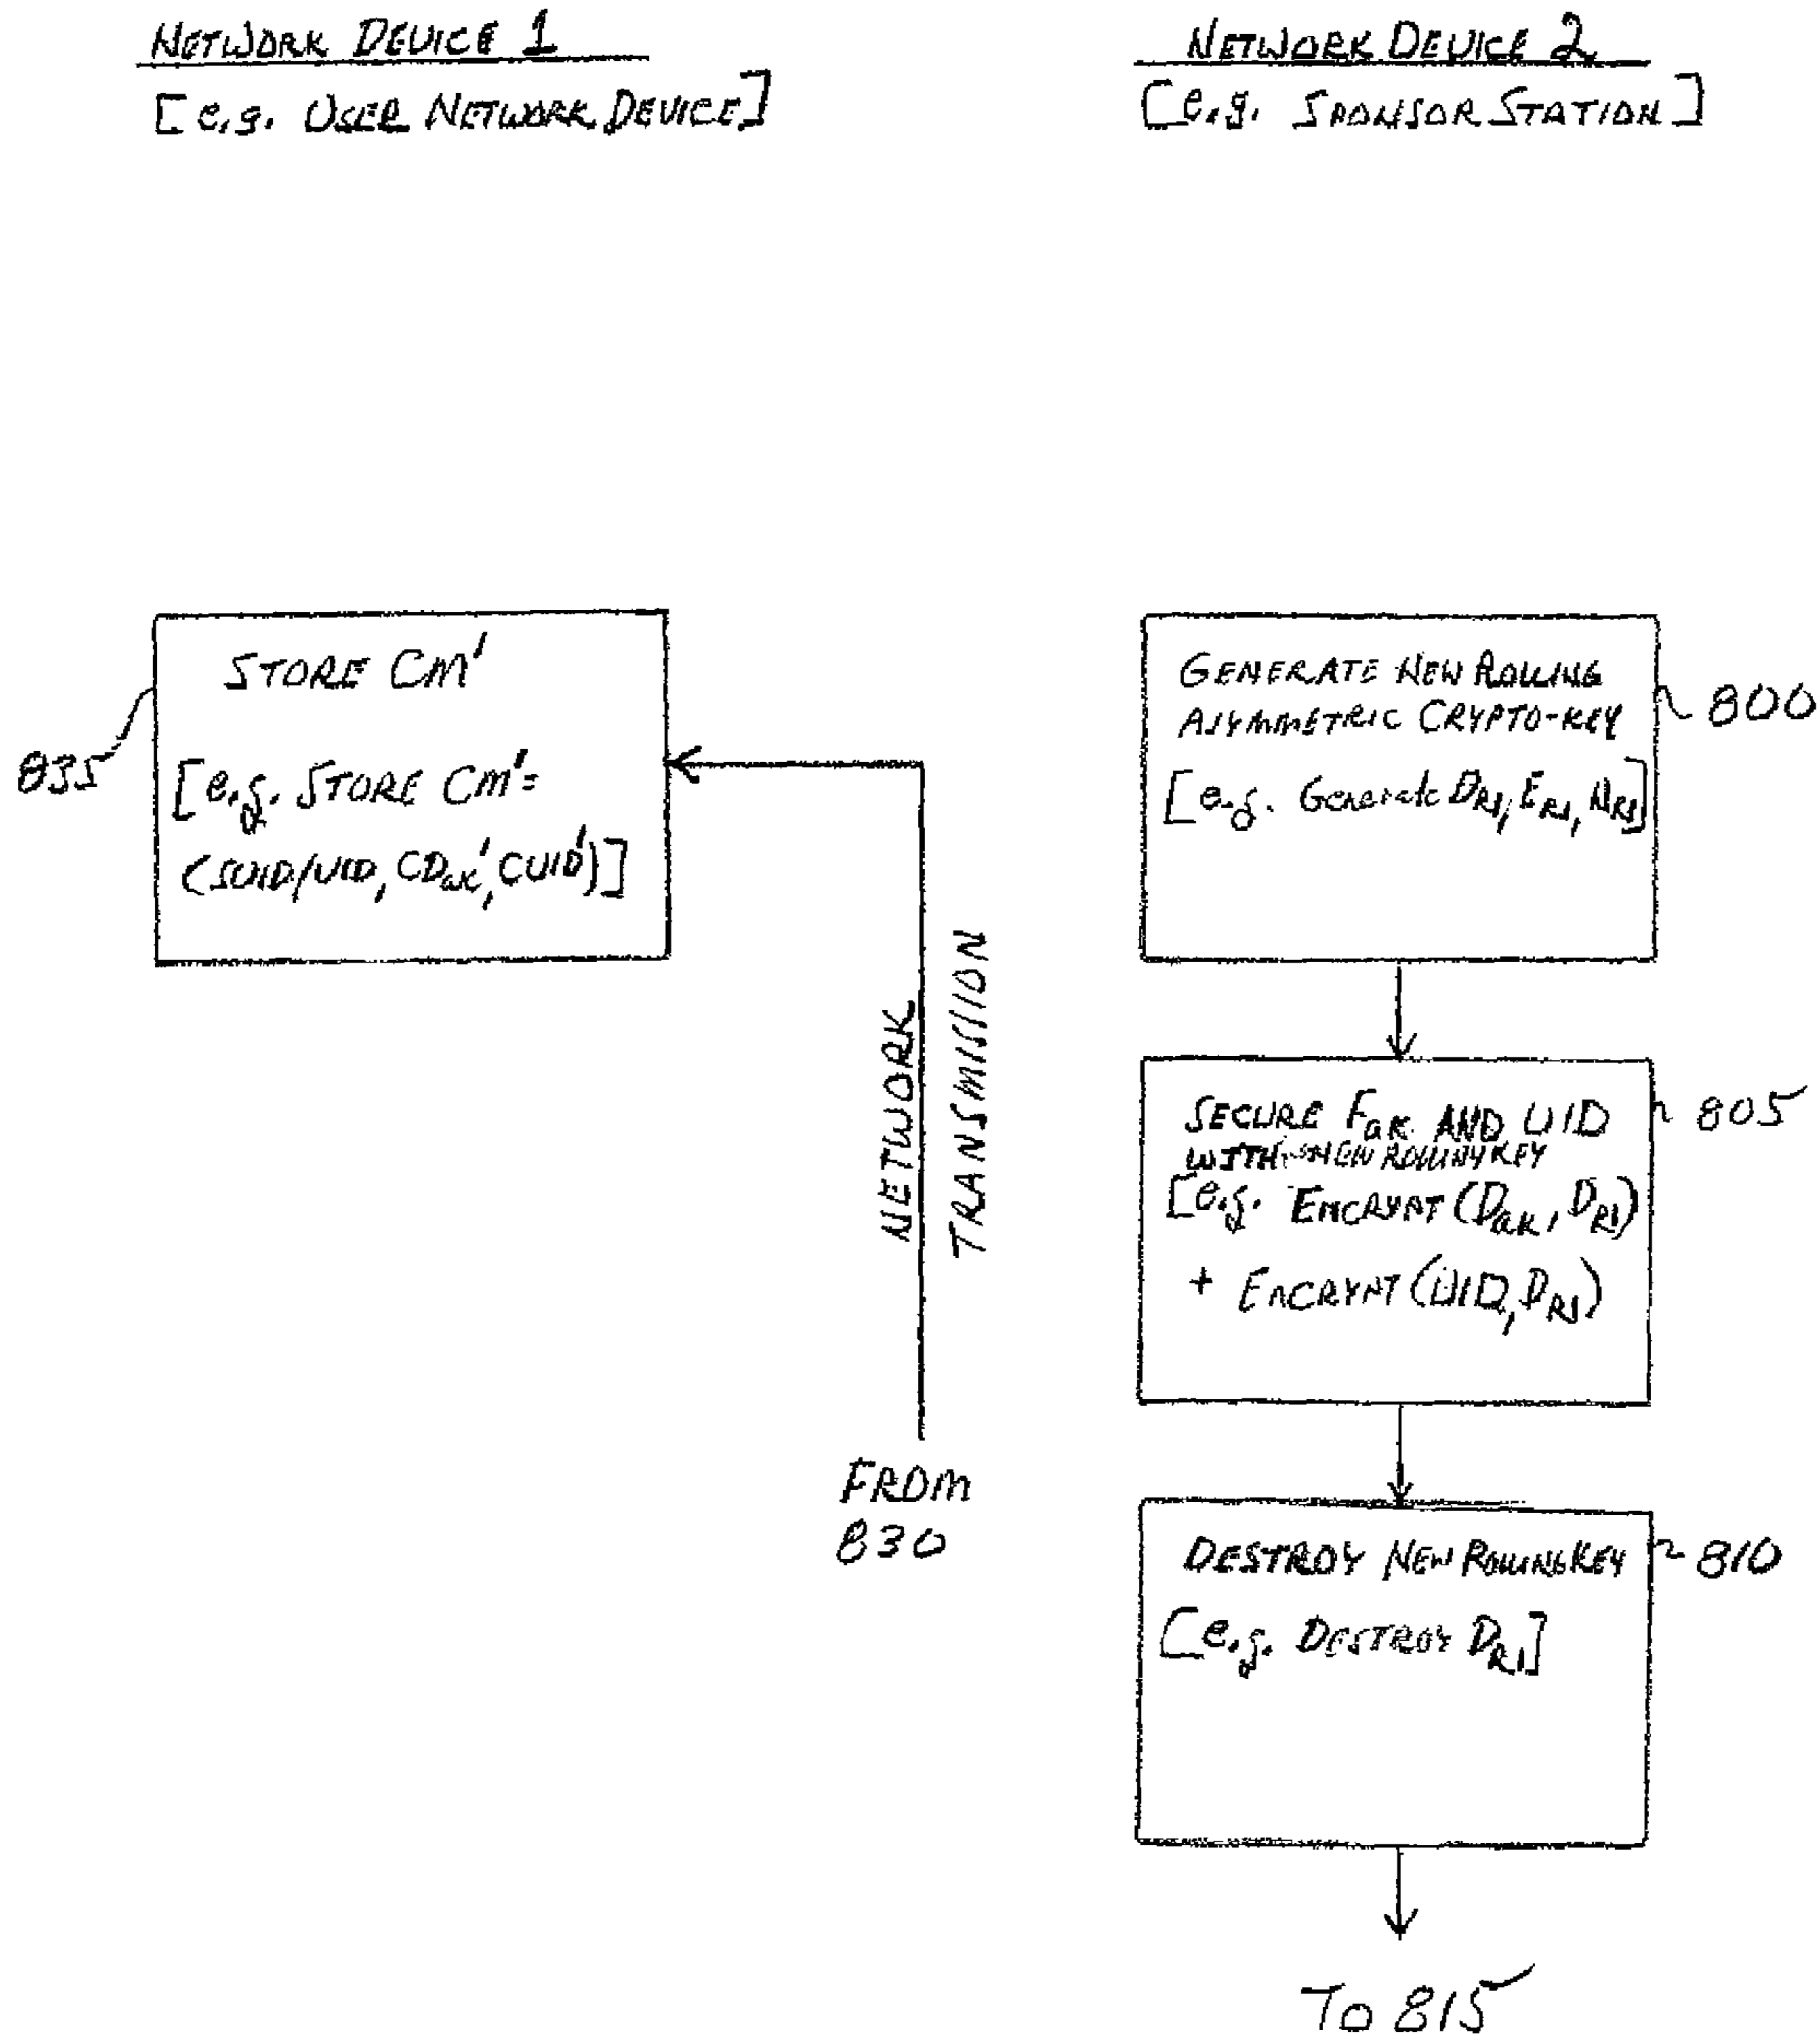 NETWORK DEVICE 1
[e.g. USER NETWORK DEVICE]
NETWORK DEVICE 2
[e.g. SPONSOR STATION]
STORE CM'
[e.g. STORE CM'=
(SUID/UID, CDak', CUID')]
835
NETWORK
TRANSMISSION
FROM
830
GENERATE NEW ROLLING
ASYMMETRIC CRYPTO-KEY
[e.g. Generate DR1, ER1, NR1]
800
SECURE Fak AND UID
WITH NEW ROLLING KEY
[e.g. ENCRYPT (Dak, DR1)
+ ENCRYPT (UID, DR1)
805
DESTROY NEW ROLLING KEY
[e.g. DESTROY DR1]
810
TO 815